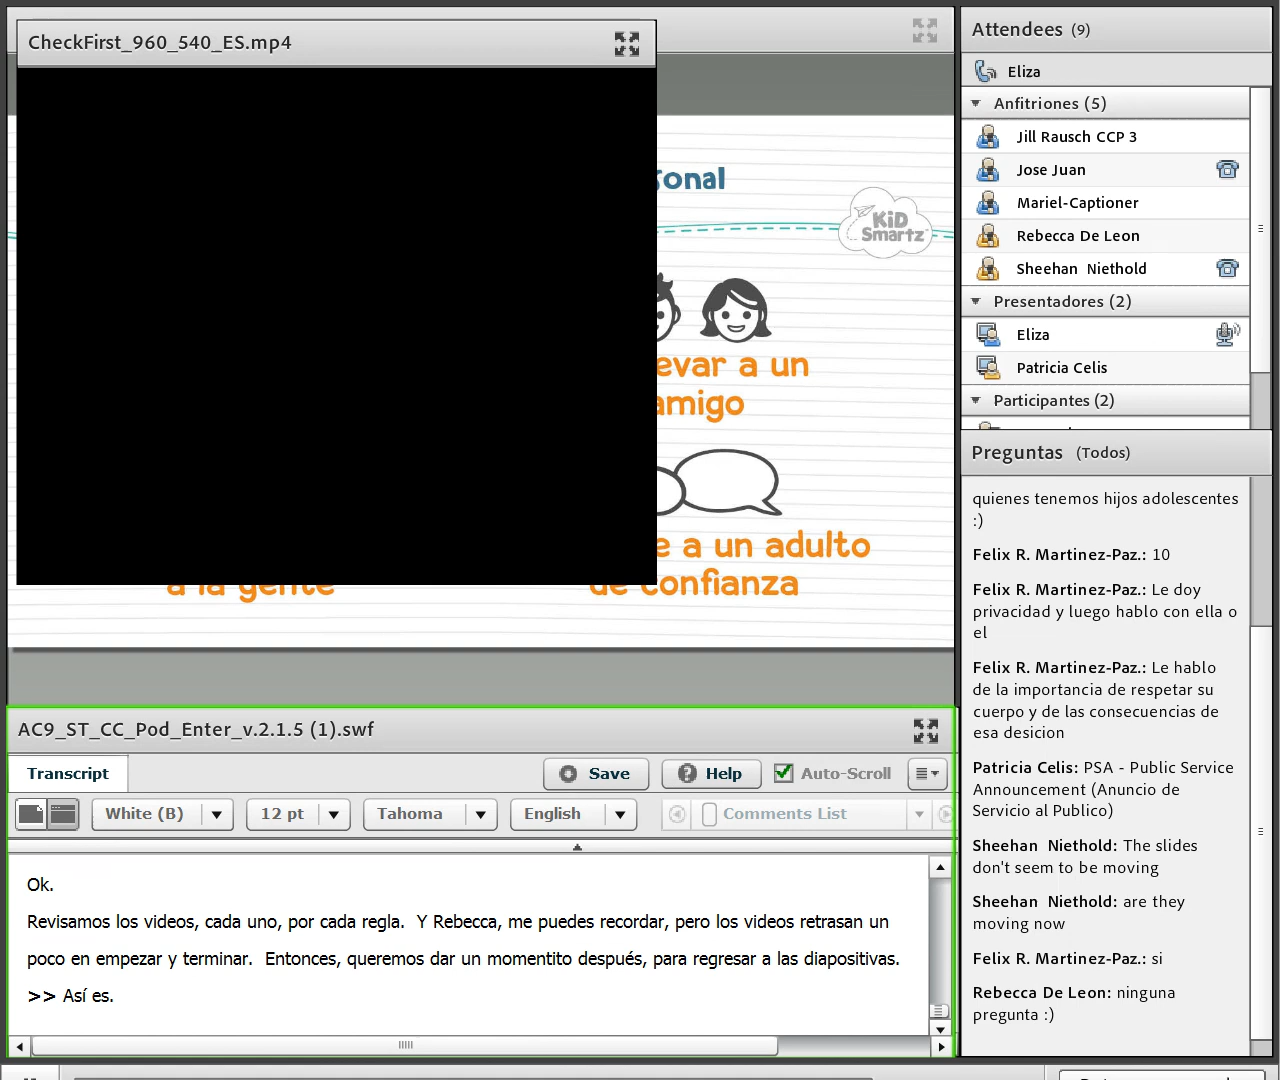 CheckFirst_960_540_ES.mp4
sonal
KiD
Smartz
evar a un
amigo
e a un adulto
a la gente
de confianza
AC9_ST_CC_Pod_Enter_v.2.1.5 (1).swf
Transcript
Save
Help
Auto-Scroll
White (B)
12 pt
Tahoma
English
Comments List
Ok.
Revisamos los videos, cada uno, por cada regla.  Y Rebecca, me puedes recordar, pero los videos retrasan un
poco en empezar y terminar.  Entonces, queremos dar un momentito después, para regresar a las diapositivas.
>> Así es.
Attendees (9)
Eliza
Anfitriones (5)
Jill Rausch CCP 3
Jose Juan
Mariel-Captioner
Rebecca De Leon
Sheehan  Niethold
Presentadores (2)
Eliza
Patricia Celis
Participantes (2)
Preguntas (Todos)
quienes tenemos hijos adolescentes
:)
Felix R. Martinez-Paz.: 10
Felix R. Martinez-Paz.: Le doy
privacidad y luego hablo con ella o
el
Felix R. Martinez-Paz.: Le hablo
de la importancia de respetar su
cuerpo y de las consecuencias de
esa desicion
Patricia Celis: PSA - Public Service
Announcement (Anuncio de
Servicio al Publico)
Sheehan  Niethold: The slides
don't seem to be moving
Sheehan  Niethold: are they
moving now
Felix R. Martinez-Paz.: si
Rebecca De Leon: ninguna
pregunta :)